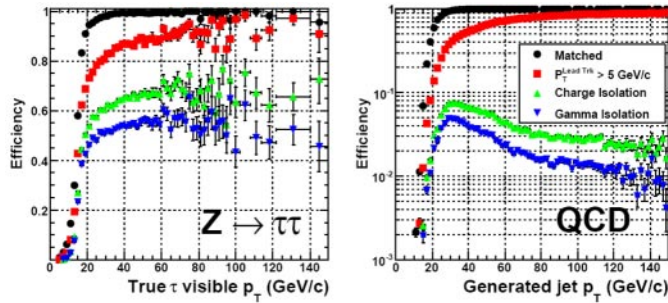 Efficiency
1
0.8
0.6
0.4
0.2
0 20 40 60 80 100 120 140
True τ visible p_T (GeV/c)
Z → ττ
Efficiency
1
10⁻¹
10⁻²
10⁻³
0 20 40 60 80 100 120 140
Generated jet p_T (GeV/c)
Matched
P_T^Lead Trk > 5 GeV/c
Charge Isolation
Gamma Isolation
QCD